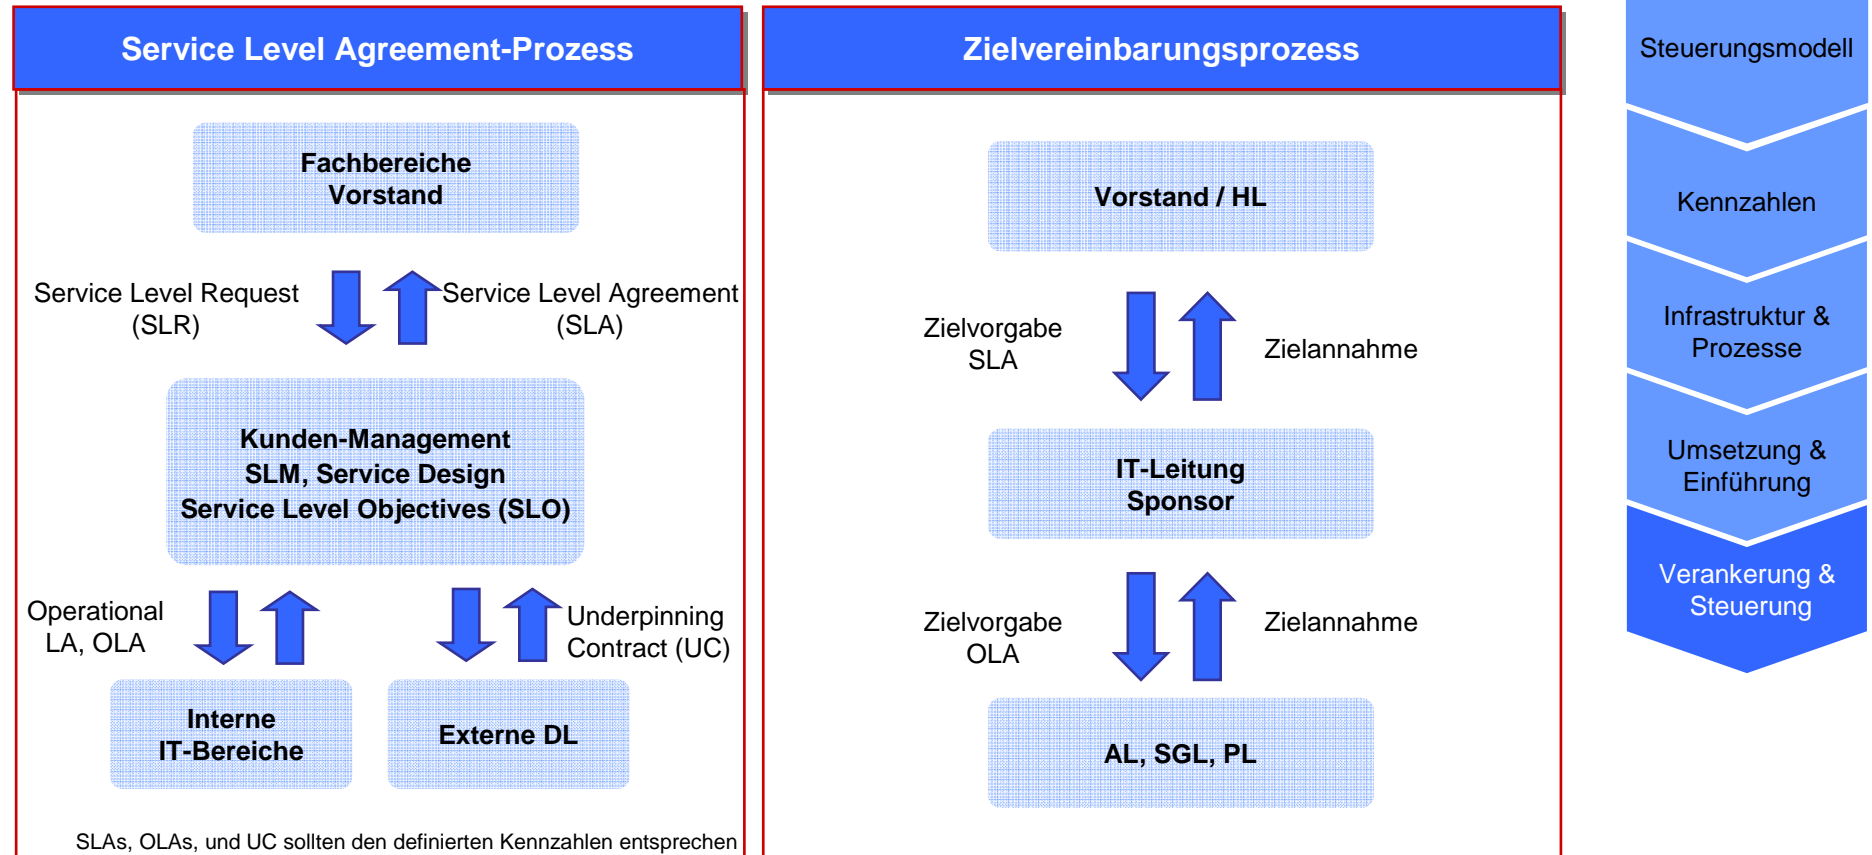 Service Level Agreement-Prozess
Fachbereiche
Vorstand
Service Level Request
(SLR)
Service Level Agreement
(SLA)
Kunden-Management
SLM, Service Design
Service Level Objectives (SLO)
Operational
LA, OLA
Underpinning
Contract (UC)
Interne
IT-Bereiche
Externe DL
SLAs, OLAs, und UC sollten den definierten Kennzahlen entsprechen
Zielvereinbarungsprozess
Vorstand / HL
Zielvorgabe
SLA
Zielannahme
IT-Leitung
Sponsor
Zielvorgabe
OLA
Zielannahme
AL, SGL, PL
Steuerungsmodell
Kennzahlen
Infrastruktur &
Prozesse
Umsetzung &
Einführung
Verankerung &
Steuerung